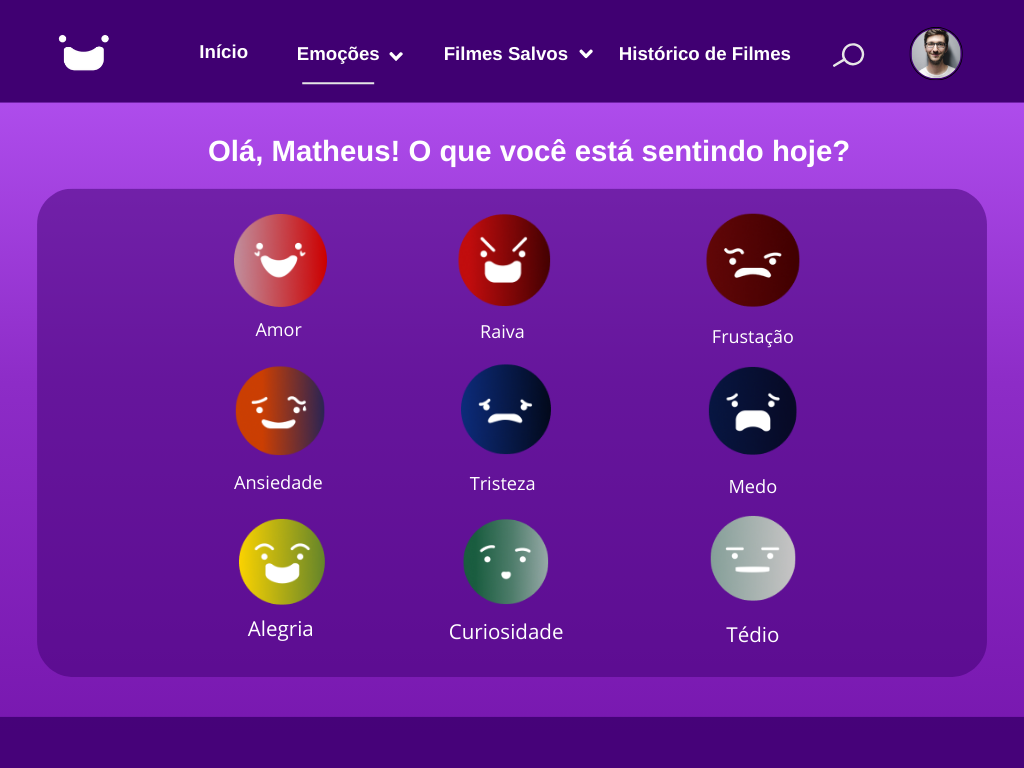 Início
Emoções
Filmes Salvos
Histórico de Filmes
Olá, Matheus! O que você está sentindo hoje?
Amor
Raiva
Frustação
Ansiedade
Tristeza
Medo
Alegria
Curiosidade
Tédio